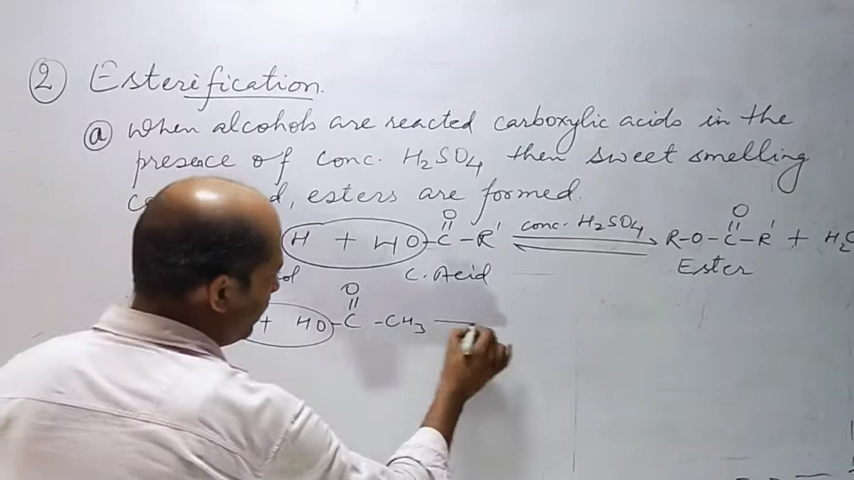 ② Esterification.
ⓐ When alcohols are reacted carboxylic acids in the
presence of conc. H₂SO₄ then sweet smelling
esters are formed.
H + HO-C(=O)-R' ⇌ (conc. H₂SO₄) R-O-C(=O)-R' + H₂O
C. Acid Ester
+ HO-C(=O)-CH₃ —